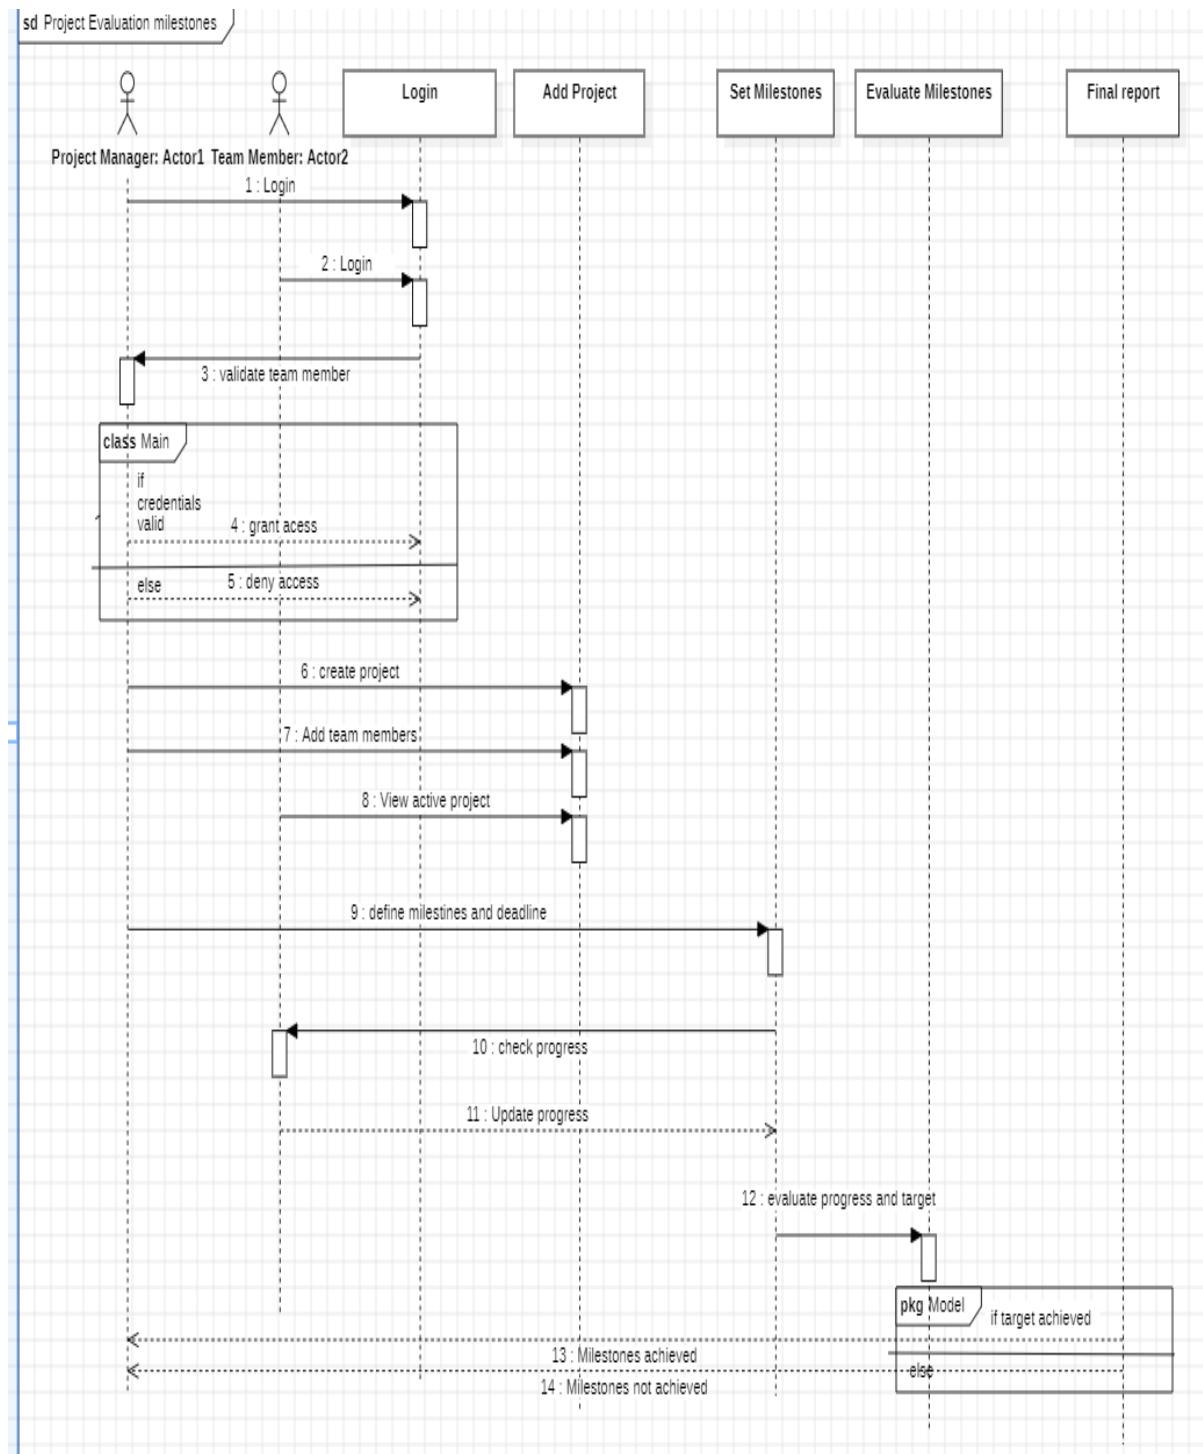 sd Project Evaluation milestones
Login
Add Project
Set Milestones
Evaluate Milestones
Final report
Project Manager: Actor1
Team Member: Actor2
1 : Login
2 : Login
3 : validate team member
class Main
if
credentials
valid
4 : grant acess
else
5 : deny access
6 : create project
7 : Add team members
8 : View active project
9 : define milestines and deadline
10 : check progress
11 : Update progress
12 : evaluate progress and target
pkg Model
if target achieved
13 : Milestones achieved
else
14 : Milestones not achieved